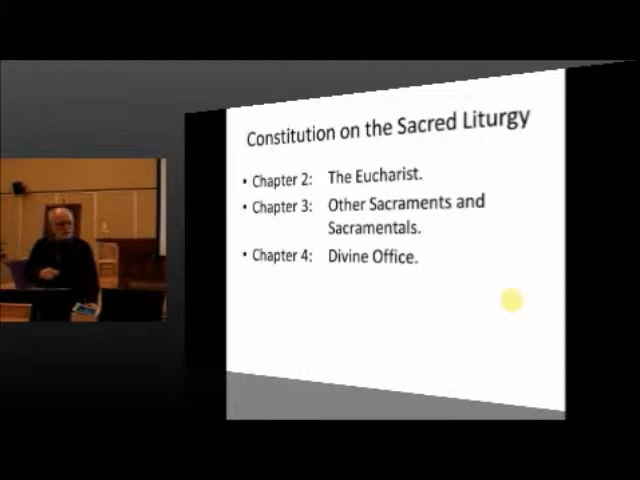 Constitution on the Sacred Liturgy
• Chapter 2: The Eucharist.
• Chapter 3: Other Sacraments and
Sacramentals.
• Chapter 4: Divine Office.